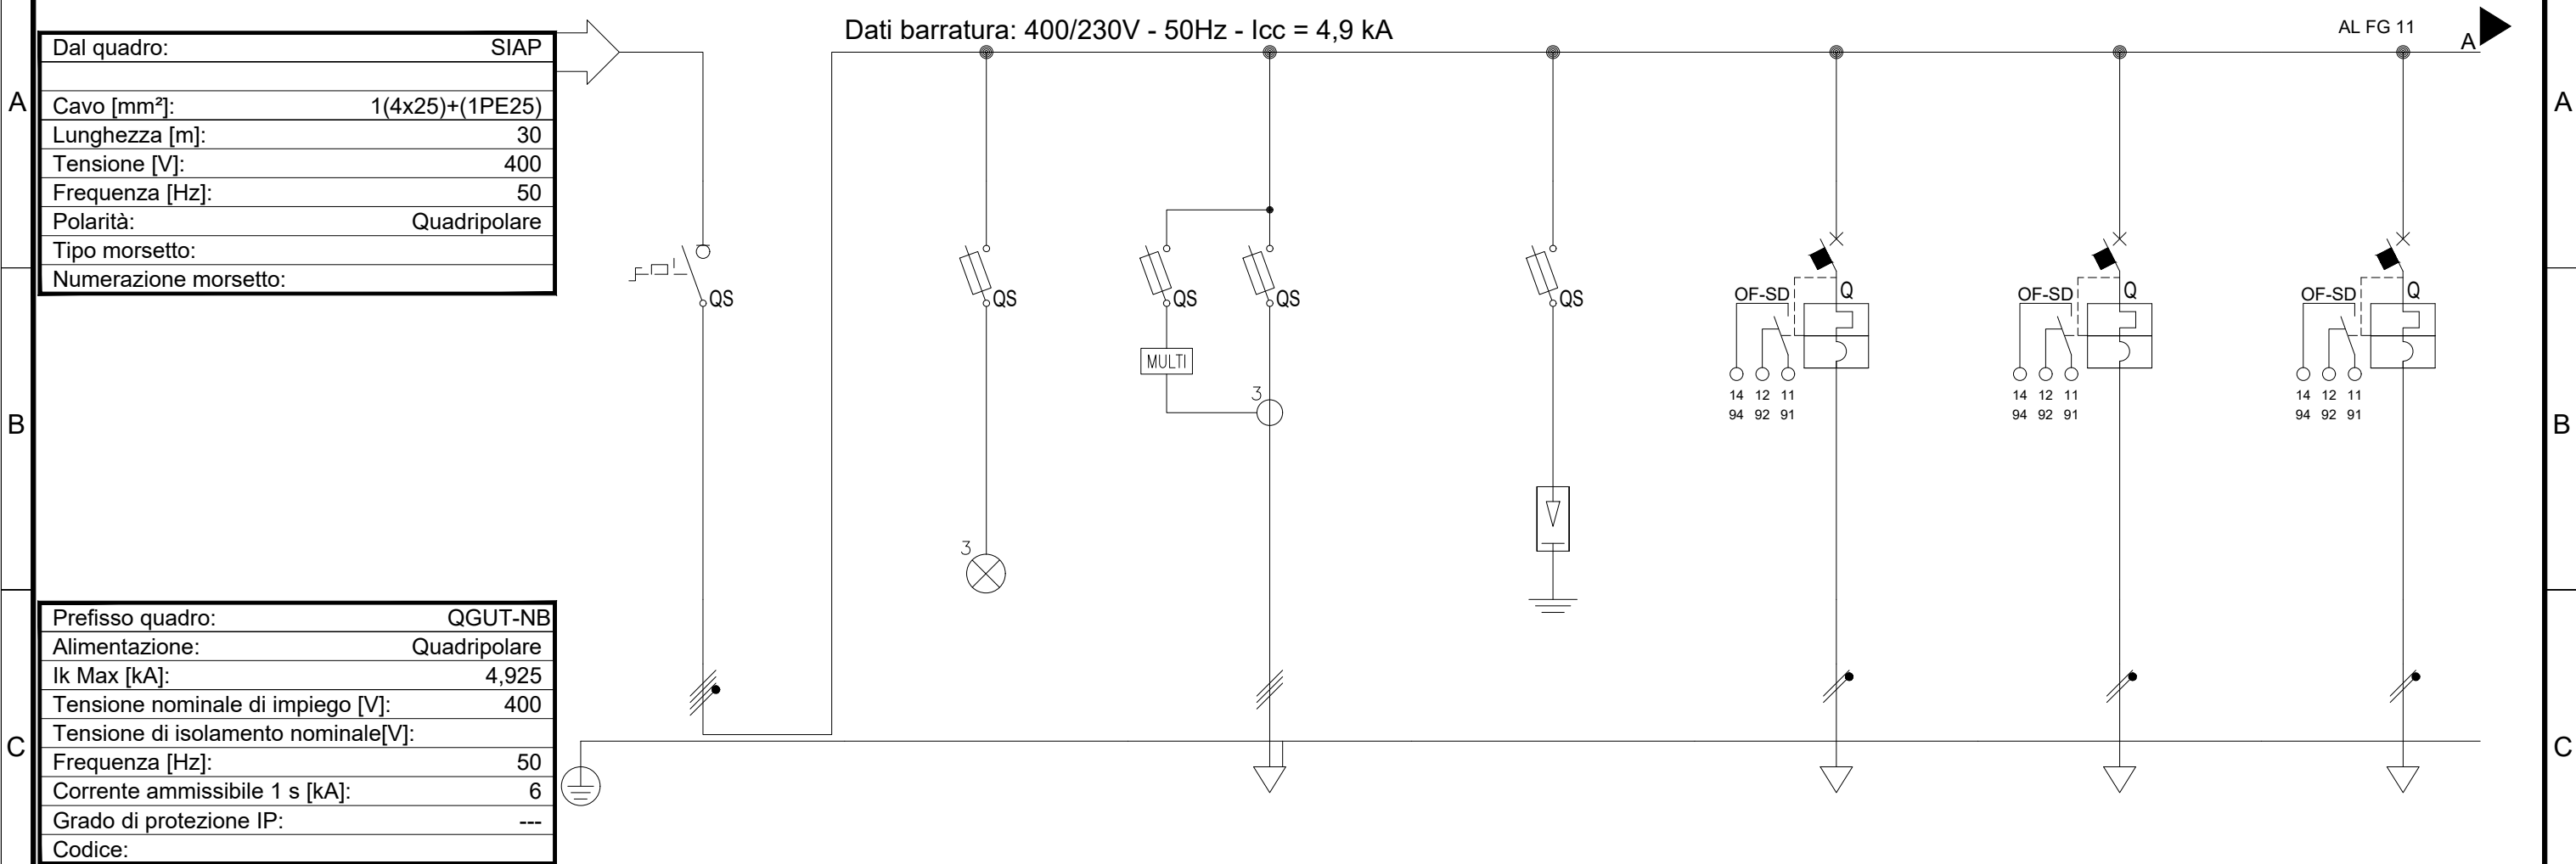 Dati barratura: 400/230V - 50Hz - Icc = 4,9 kA
AL FG 11
A
Dal quadro: SIAP
Cavo [mm²]: 1(4x25)+(1PE25)
Lunghezza [m]: 30
Tensione [V]: 400
Frequenza [Hz]: 50
Polarità: Quadripolare
Tipo morsetto:
Numerazione morsetto:
A
A
QS
QS
QS
QS
QS
OF-SD
Q
OF-SD
Q
OF-SD
Q
MULTI
3
14 12 11
94 92 91
14 12 11
94 92 91
14 12 11
94 92 91
B
B
3
Prefisso quadro: QGUT-NB
Alimentazione: Quadripolare
Ik Max [kA]: 4,925
Tensione nominale di impiego [V]: 400
Tensione di isolamento nominale[V]:
Frequenza [Hz]: 50
Corrente ammissibile 1 s [kA]: 6
Grado di protezione IP: ---
Codice:
C
C